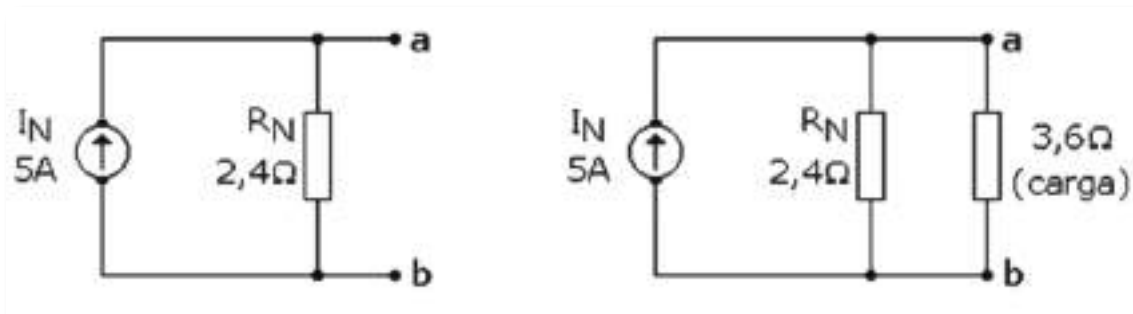 a
I_N
5A
R_N
2,4Ω
b
a
I_N
5A
R_N
2,4Ω
3,6Ω
(carga)
b